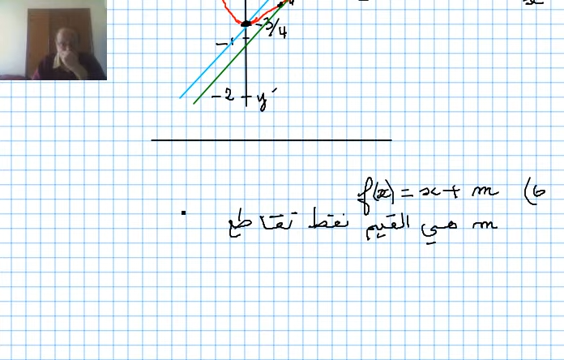 -3/4
-1
-2
y'
6) f(x) = x + m
m هي القيم نقط تقاطع